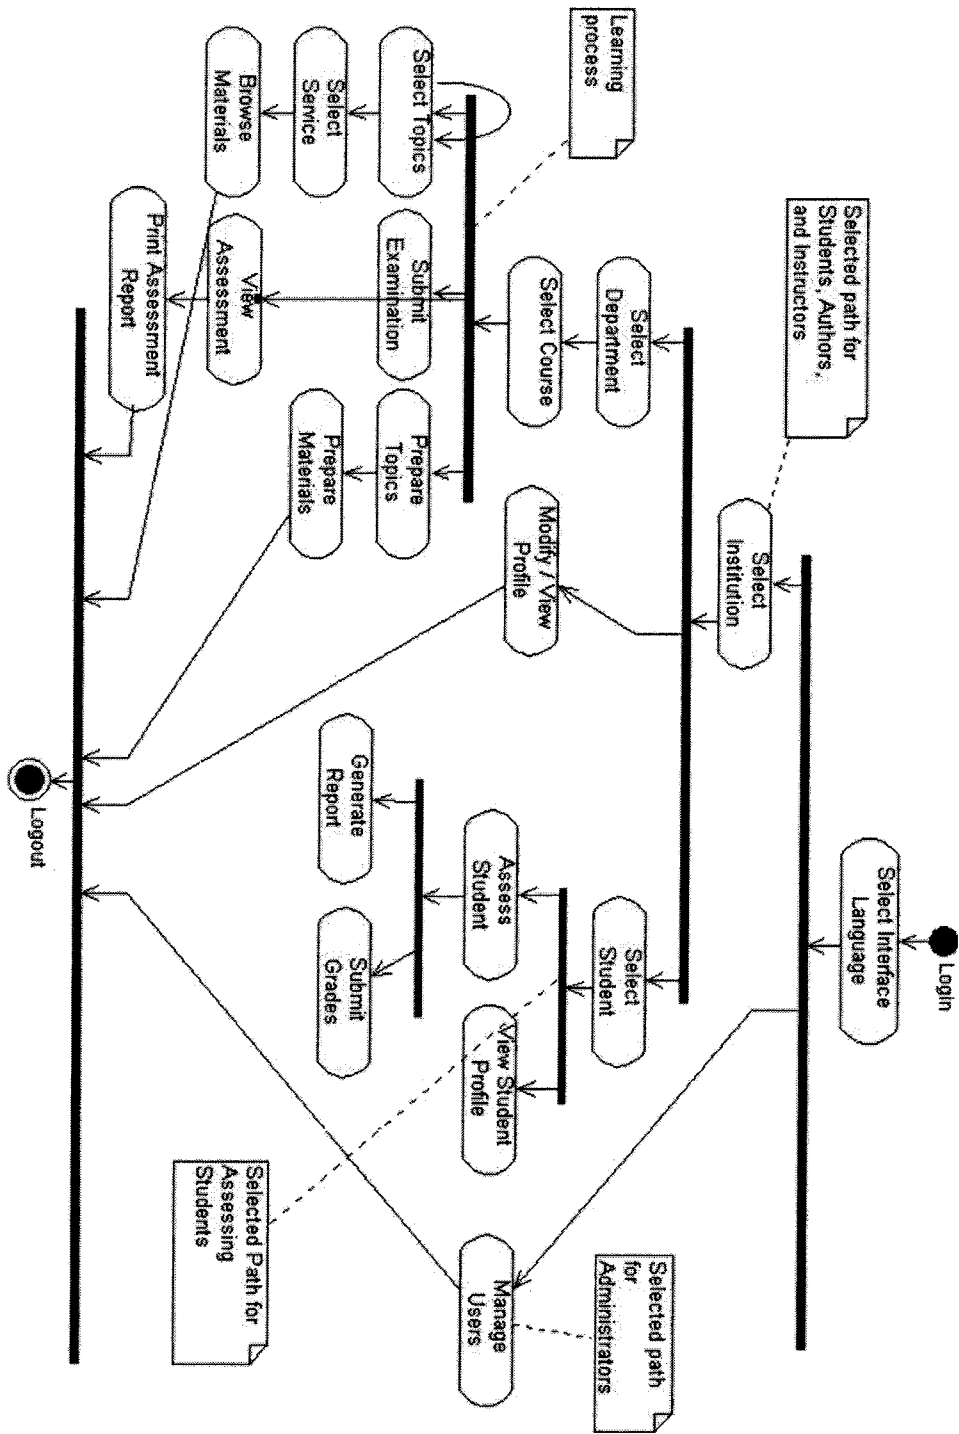 Login
Select Interface
Language
Selected path for
Students, Authors,
and Instructors
Select
Institution
Selected path
for
Administrators
Select
Department
Select
Student
Learning
process
Select Course
Modify / View
Profile
Assess
Student
View Student
Profile
Manage
Users
Select Topics
Submit
Examination
Prepare
Topics
Select
Service
Prepare
Materials
Generate
Report
Submit
Grades
Browse
Materials
View
Assessment
Selected Path for
Assessing
Students
Print Assessment
Report
Logout